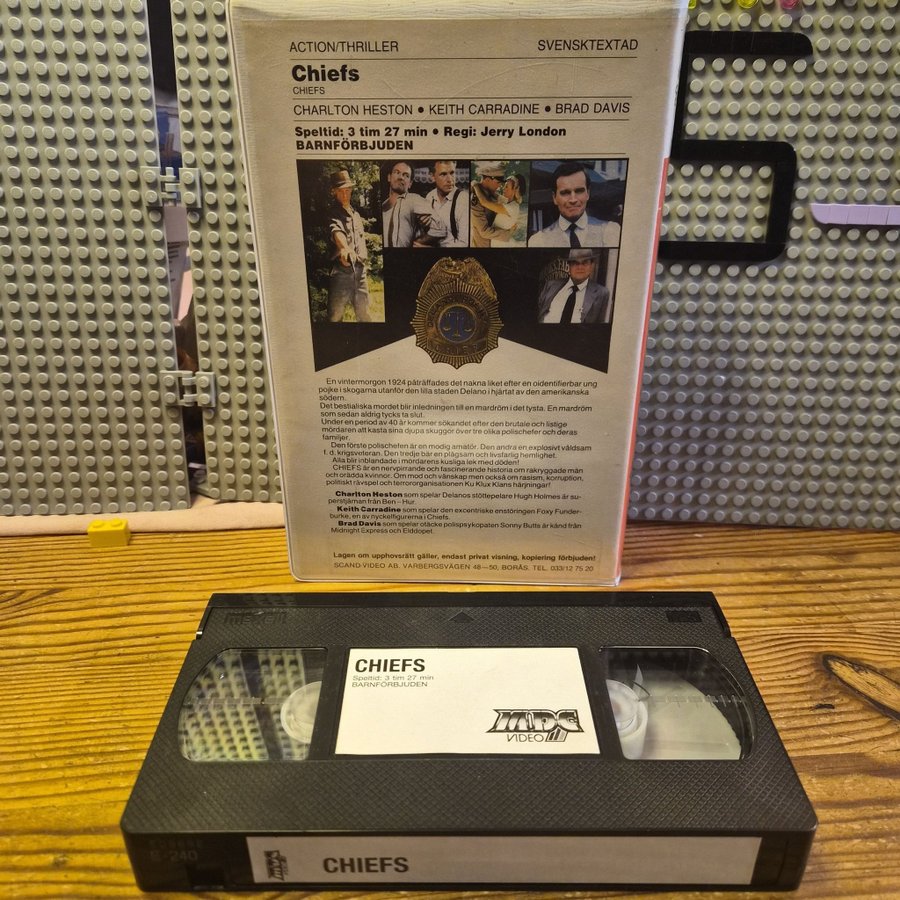 ACTION/THRILLER SVENSKTEXTAD
Chiefs
CHIEFS
CHARLTON HESTON ● KEITH CARRADINE ● BRAD DAVIS
Speltid: 3 tim 27 min ● Regi: Jerry London
BARNFÖRBJUDEN
En vintermorgon 1924 påträffades det nakna liket efter en oidentifierbar ung
pojke i skogarna utanför den lilla staden Delano i hjärtat av den amerikanska
södern.
Det bestialiska mordet blir inledningen till en mardröm i det tysta. En mardröm
som sedan aldrig tycks ta slut.
Under en period av 40 år kommer sökandet efter den brutale och listige
mördaren att kasta sina djupa skuggor över tre olika polischefer och deras
familjer.
Den förste polischefen är en modig amatör. Den andra en explosivt våldsam
f. d. krigsveteran. Den tredje bär en plågsam och livsfarlig hemlighet.
Alla blir inblandade i mördarens kusliga lek med döden!
CHIEFS är en nervpirrande och fascinerande historia om rakryggade män
och orädda kvinnor. Om mod och vänskap men också om rasism, korruption,
politiskt rävspel och terrororganisationen Ku Klux Klans härjningar!
Charlton Heston som spelar Delanos stöttepelare Hugh Holmes är su-
perstjärnan från Ben – Hur.
Keith Carradine som spelar den excentriske enstöringen Foxy Funder-
burke, en av nyckelfigurerna i Chiefs.
Brad Davis som spelar otäcke polispsykopaten Sonny Butts är känd från
Midnight Express och Elddopet.
Lagen om upphovsrätt gäller, endast privat visning, kopiering förbjuden!
SCAND-VIDEO AB. VARBERGSVÄGEN 48—50, BORÅS. TEL. 033/12 75 20
CHIEFS
Speltid: 3 tim 27 min
BARNFÖRBJUDEN
MPC
VIDEO
E-240
CHIEFS